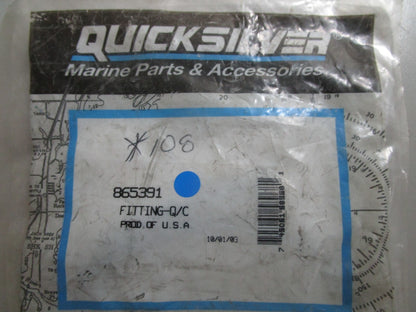 QUICKSILVER
Marine Parts & Accessories
*108
865391
FITTING-Q/C
PROD.OF U.S.A
10/01/03